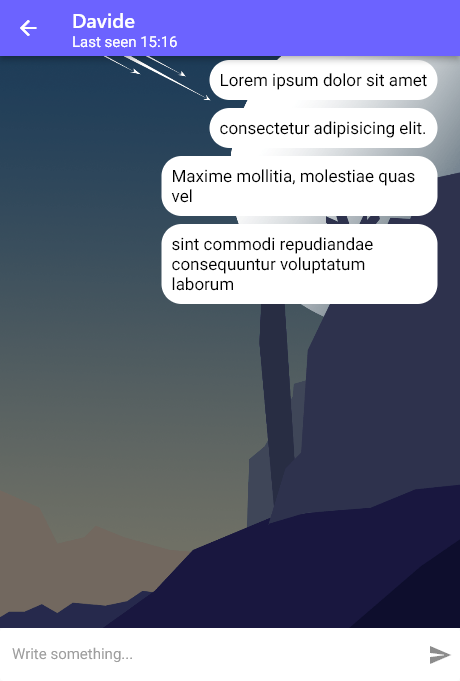 Davide
Last seen 15:16
Lorem ipsum dolor sit amet
consectetur adipisicing elit.
Maxime mollitia, molestiae quas
vel
sint commodi repudiandae
consequuntur voluptatum
laborum
Write something...